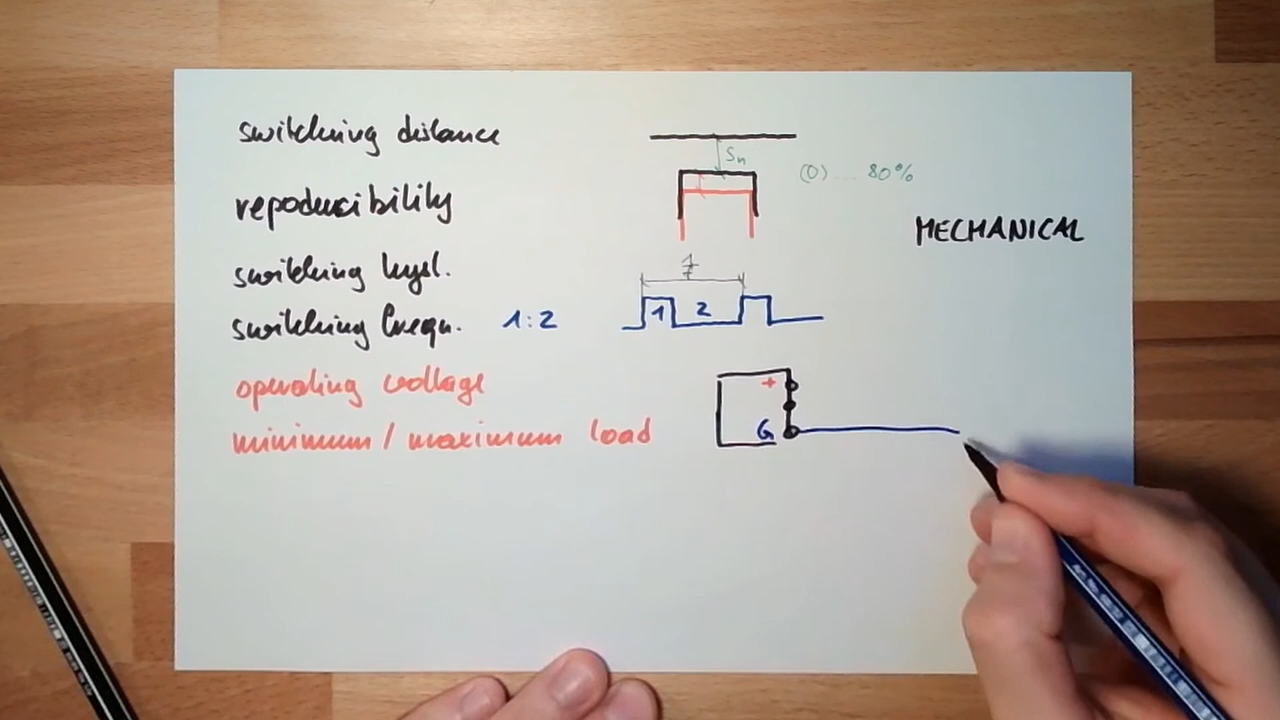 switching distance
repoducibility
switching hyst.
switching frequ. 1:2
operating voltage
minimum / maximum load
Sn
(0) ... 80%
MECHANICAL
1 2
+
G